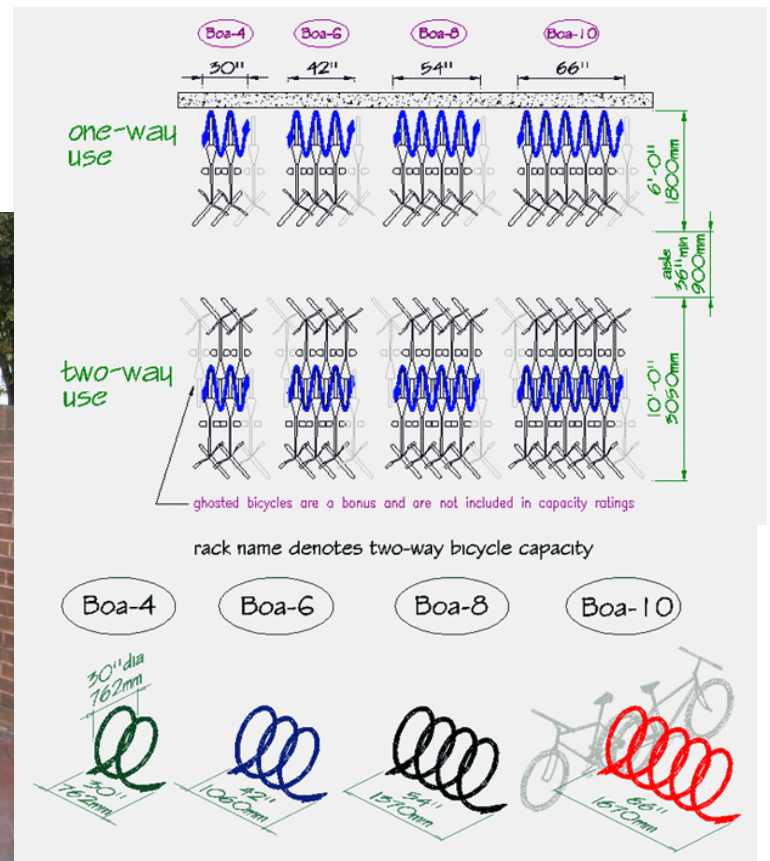 Boa-4 Boa-6 Boa-8 Boa-10
30" 42" 54" 66"
one-way
use
6'-0"
1800mm
aisle
36"min
900mm
two-way
use
10'-0"
3050mm
ghosted bicycles are a bonus and are not included in capacity ratings
rack name denotes two-way bicycle capacity
Boa-4 Boa-6 Boa-8 Boa-10
30"dia
762mm
30"
762mm
42"
1060mm
54"
1370mm
66"
1670mm